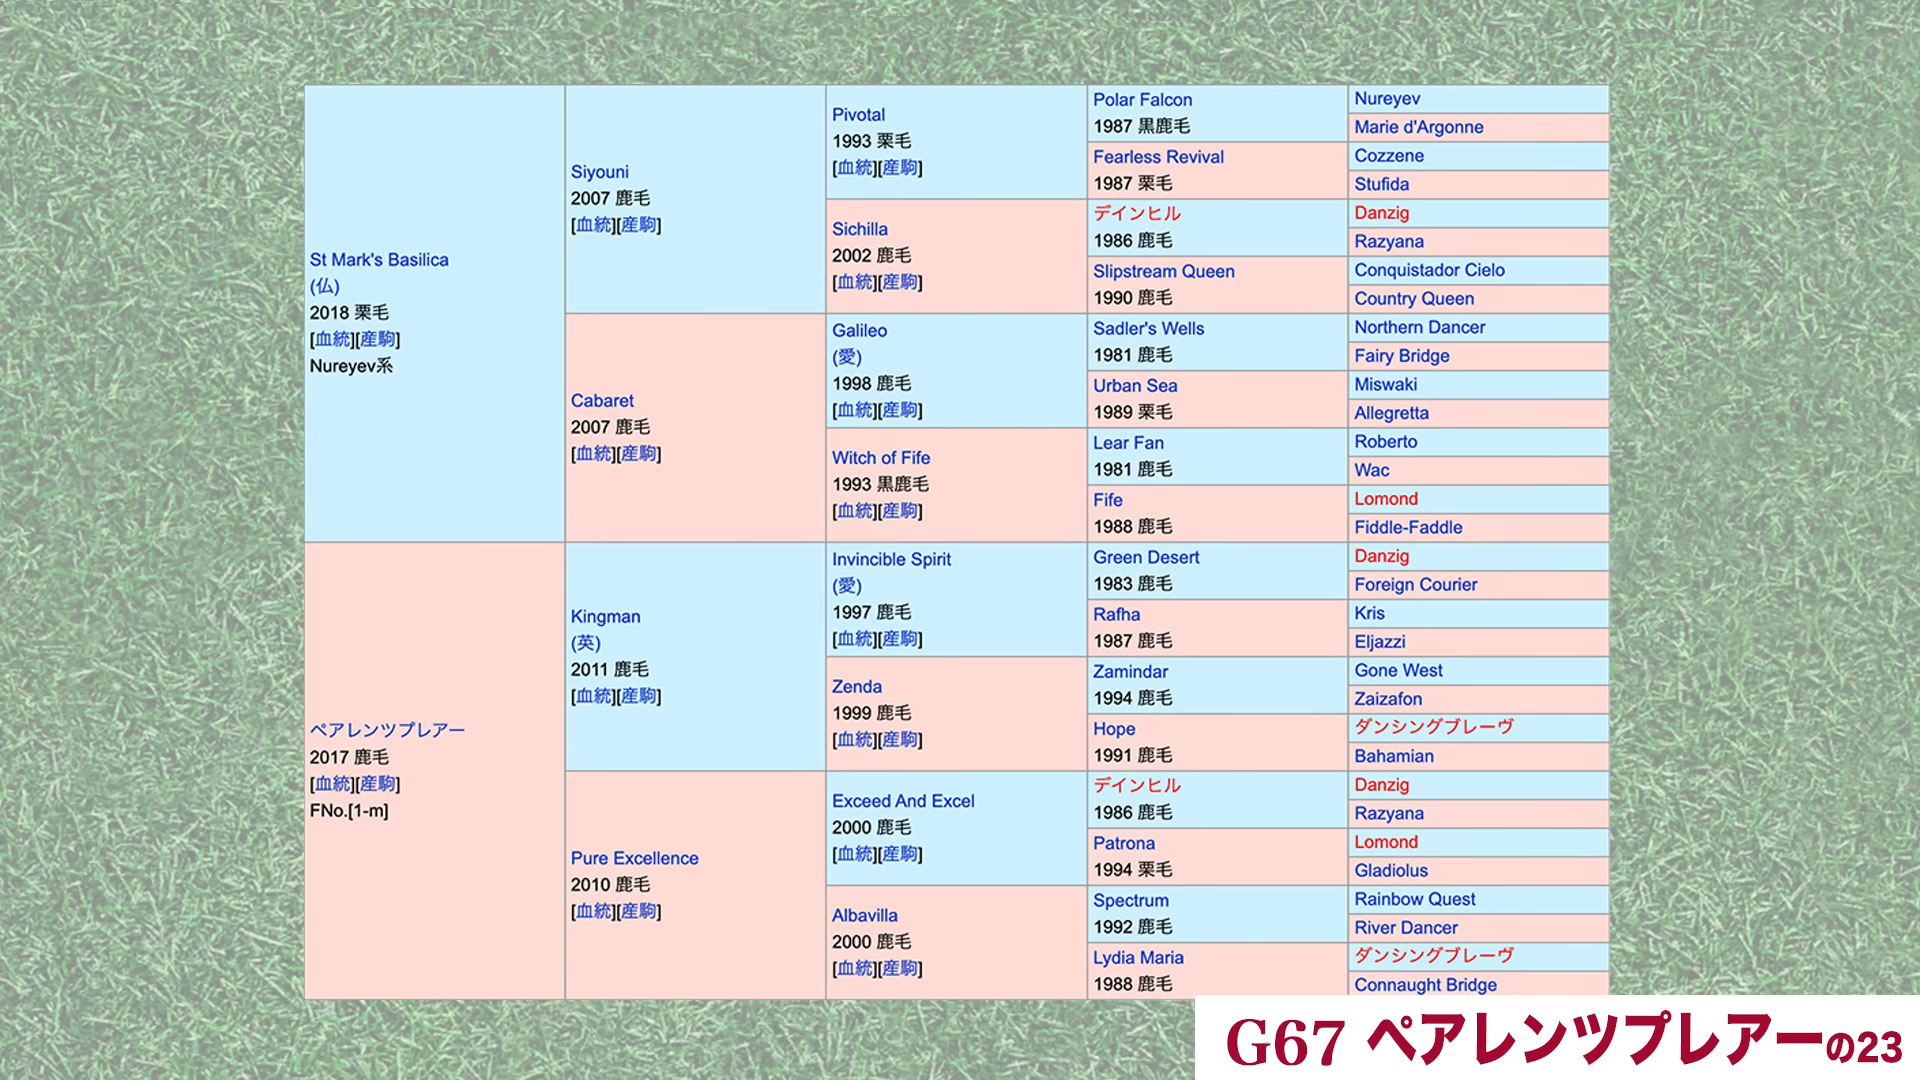 St Mark's Basilica
(仏)
2018 栗毛
[血統][産駒]
Nureyev系
ペアレンツプレアー
2017 鹿毛
[血統][産駒]
FNo.[1-m]
Siyouni
2007 鹿毛
[血統][産駒]
Cabaret
2007 鹿毛
[血統][産駒]
Kingman
(英)
2011 鹿毛
[血統][産駒]
Pure Excellence
2010 鹿毛
[血統][産駒]
Pivotal
1993 栗毛
[血統][産駒]
Sichilla
2002 鹿毛
[血統][産駒]
Galileo
(愛)
1998 鹿毛
[血統][産駒]
Witch of Fife
1993 黒鹿毛
[血統][産駒]
Invincible Spirit
(愛)
1997 鹿毛
[血統][産駒]
Zenda
1999 鹿毛
[血統][産駒]
Exceed And Excel
2000 鹿毛
[血統][産駒]
Albavilla
2000 鹿毛
[血統][産駒]
Polar Falcon
1987 黒鹿毛
Fearless Revival
1987 栗毛
デインヒル
1986 鹿毛
Slipstream Queen
1990 鹿毛
Sadler's Wells
1981 鹿毛
Urban Sea
1989 栗毛
Lear Fan
1981 鹿毛
Fife
1988 鹿毛
Green Desert
1983 鹿毛
Rafha
1987 鹿毛
Zamindar
1994 鹿毛
Hope
1991 鹿毛
デインヒル
1986 鹿毛
Patrona
1994 栗毛
Spectrum
1992 鹿毛
Lydia Maria
1988 鹿毛
Nureyev
Marie d'Argonne
Cozzene
Stufida
Danzig
Razyana
Conquistador Cielo
Country Queen
Northern Dancer
Fairy Bridge
Miswaki
Allegretta
Roberto
Wac
Lomond
Fiddle-Faddle
Danzig
Foreign Courier
Kris
Eljazzi
Gone West
Zaizafon
ダンシングブレーヴ
Bahamian
Danzig
Razyana
Lomond
Gladiolus
Rainbow Quest
River Dancer
ダンシングブレーヴ
Connaught Bridge
G67 ペアレンツプレアーの23